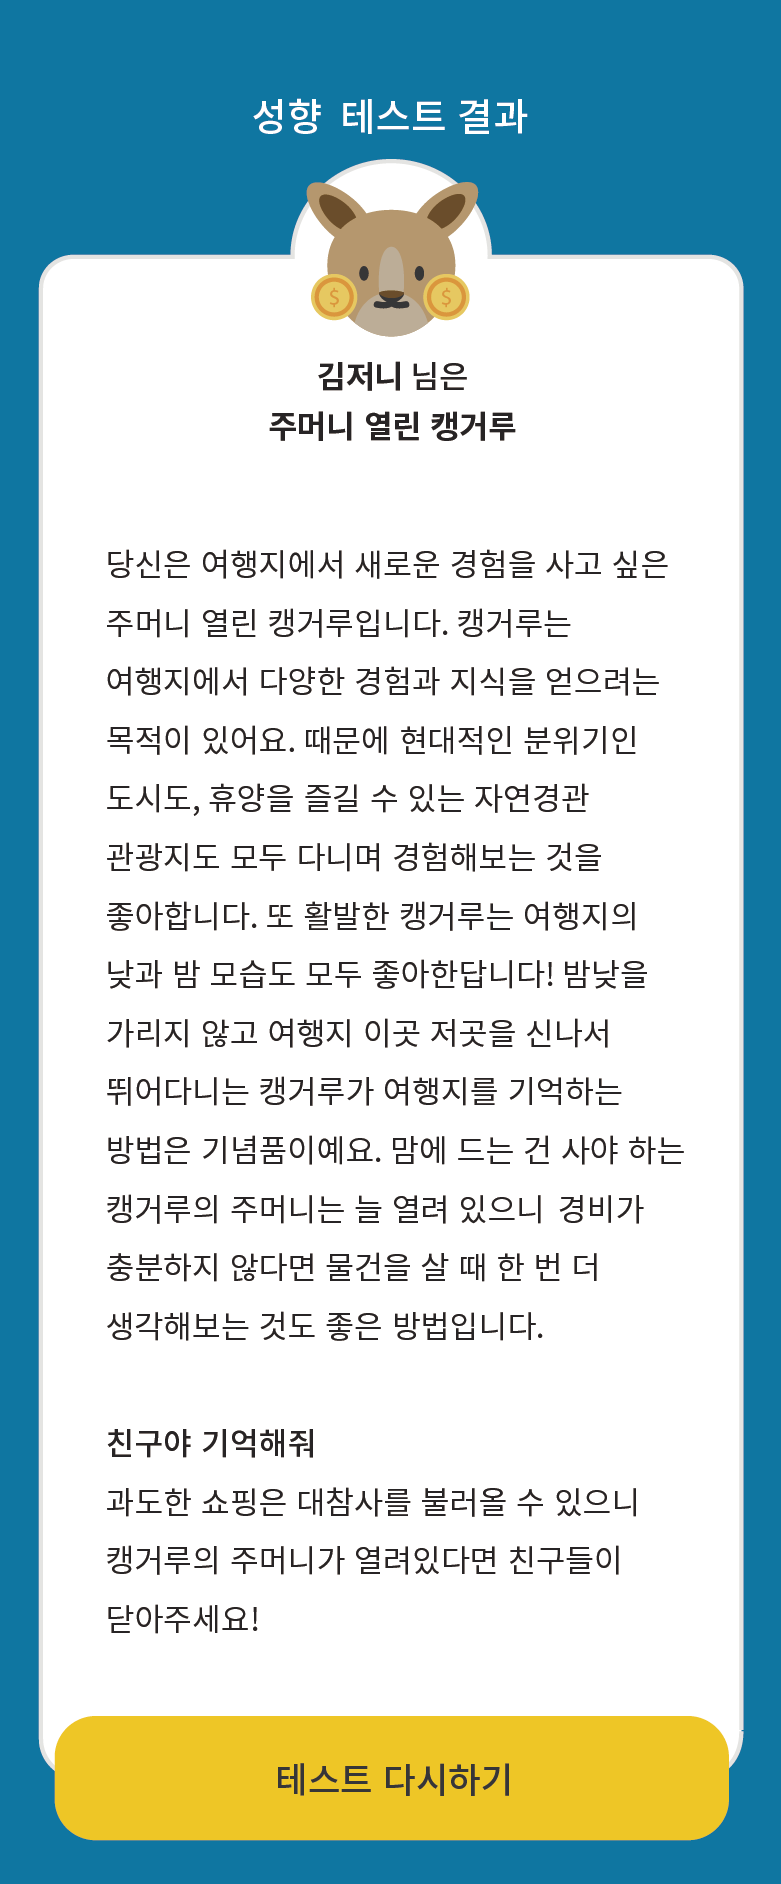 성향 테스트 결과
$ $
김저니 님은
주머니 열린 캥거루
당신은 여행지에서 새로운 경험을 사고 싶은
주머니 열린 캥거루입니다. 캥거루는
여행지에서 다양한 경험과 지식을 얻으려는
목적이 있어요. 때문에 현대적인 분위기인
도시도, 휴양을 즐길 수 있는 자연경관
관광지도 모두 다니며 경험해보는 것을
좋아합니다. 또 활발한 캥거루는 여행지의
낮과 밤 모습도 모두 좋아한답니다! 밤낮을
가리지 않고 여행지 이곳 저곳을 신나서
뛰어다니는 캥거루가 여행지를 기억하는
방법은 기념품이예요. 맘에 드는 건 사야 하는
캥거루의 주머니는 늘 열려 있으니 경비가
충분하지 않다면 물건을 살 때 한 번 더
생각해보는 것도 좋은 방법입니다.
친구야 기억해줘
과도한 쇼핑은 대참사를 불러올 수 있으니
캥거루의 주머니가 열려있다면 친구들이
닫아주세요!
테스트 다시하기